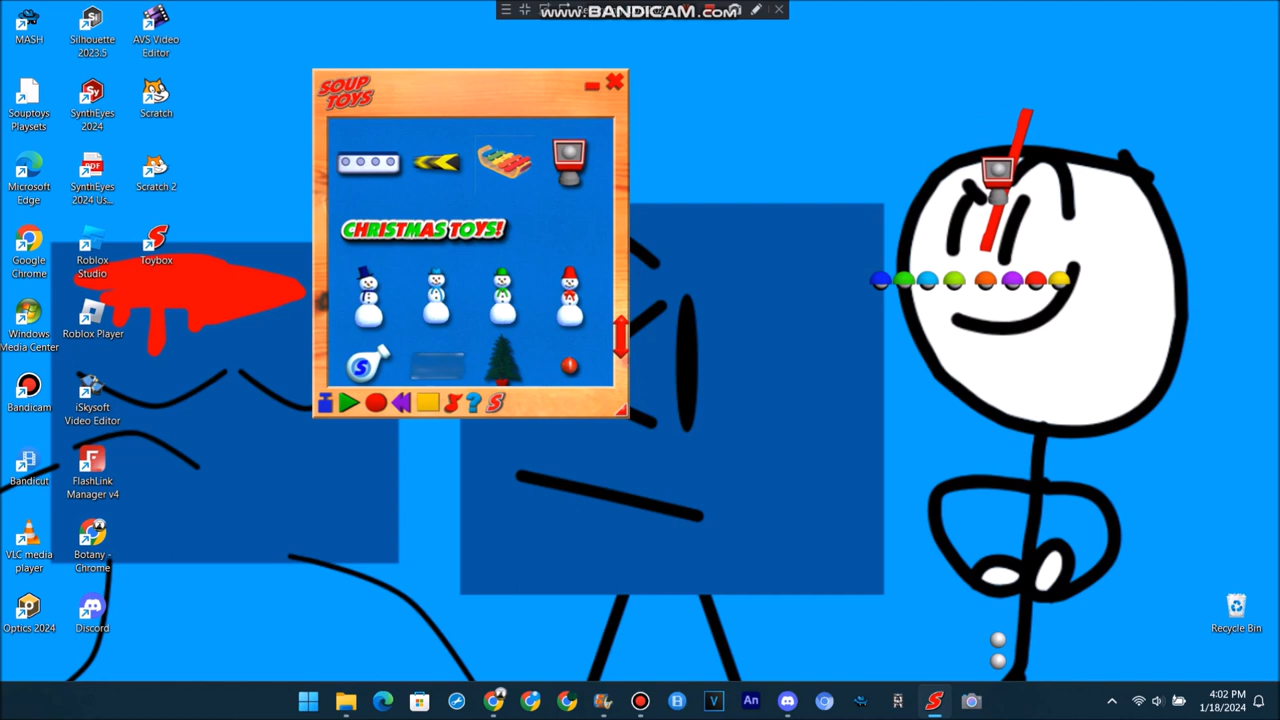 www.BANDICAM.com
MASH
Silhouette
2023.5
AVS Video
Editor
Souptoys
Playsets
SynthEyes
2024
Scratch
Microsoft
Edge
SynthEyes
2024 Us...
Scratch 2
Google
Chrome
Roblox
Studio
Toybox
Windows
Media Center
Roblox Player
Bandicam
iSkysoft
Video Editor
Bandicut
FlashLink
Manager v4
VLC media
player
Botany -
Chrome
Optics 2024
Discord
SOUP
TOYS
CHRISTMAS TOYS!
Recycle Bin
4:02 PM
1/18/2024